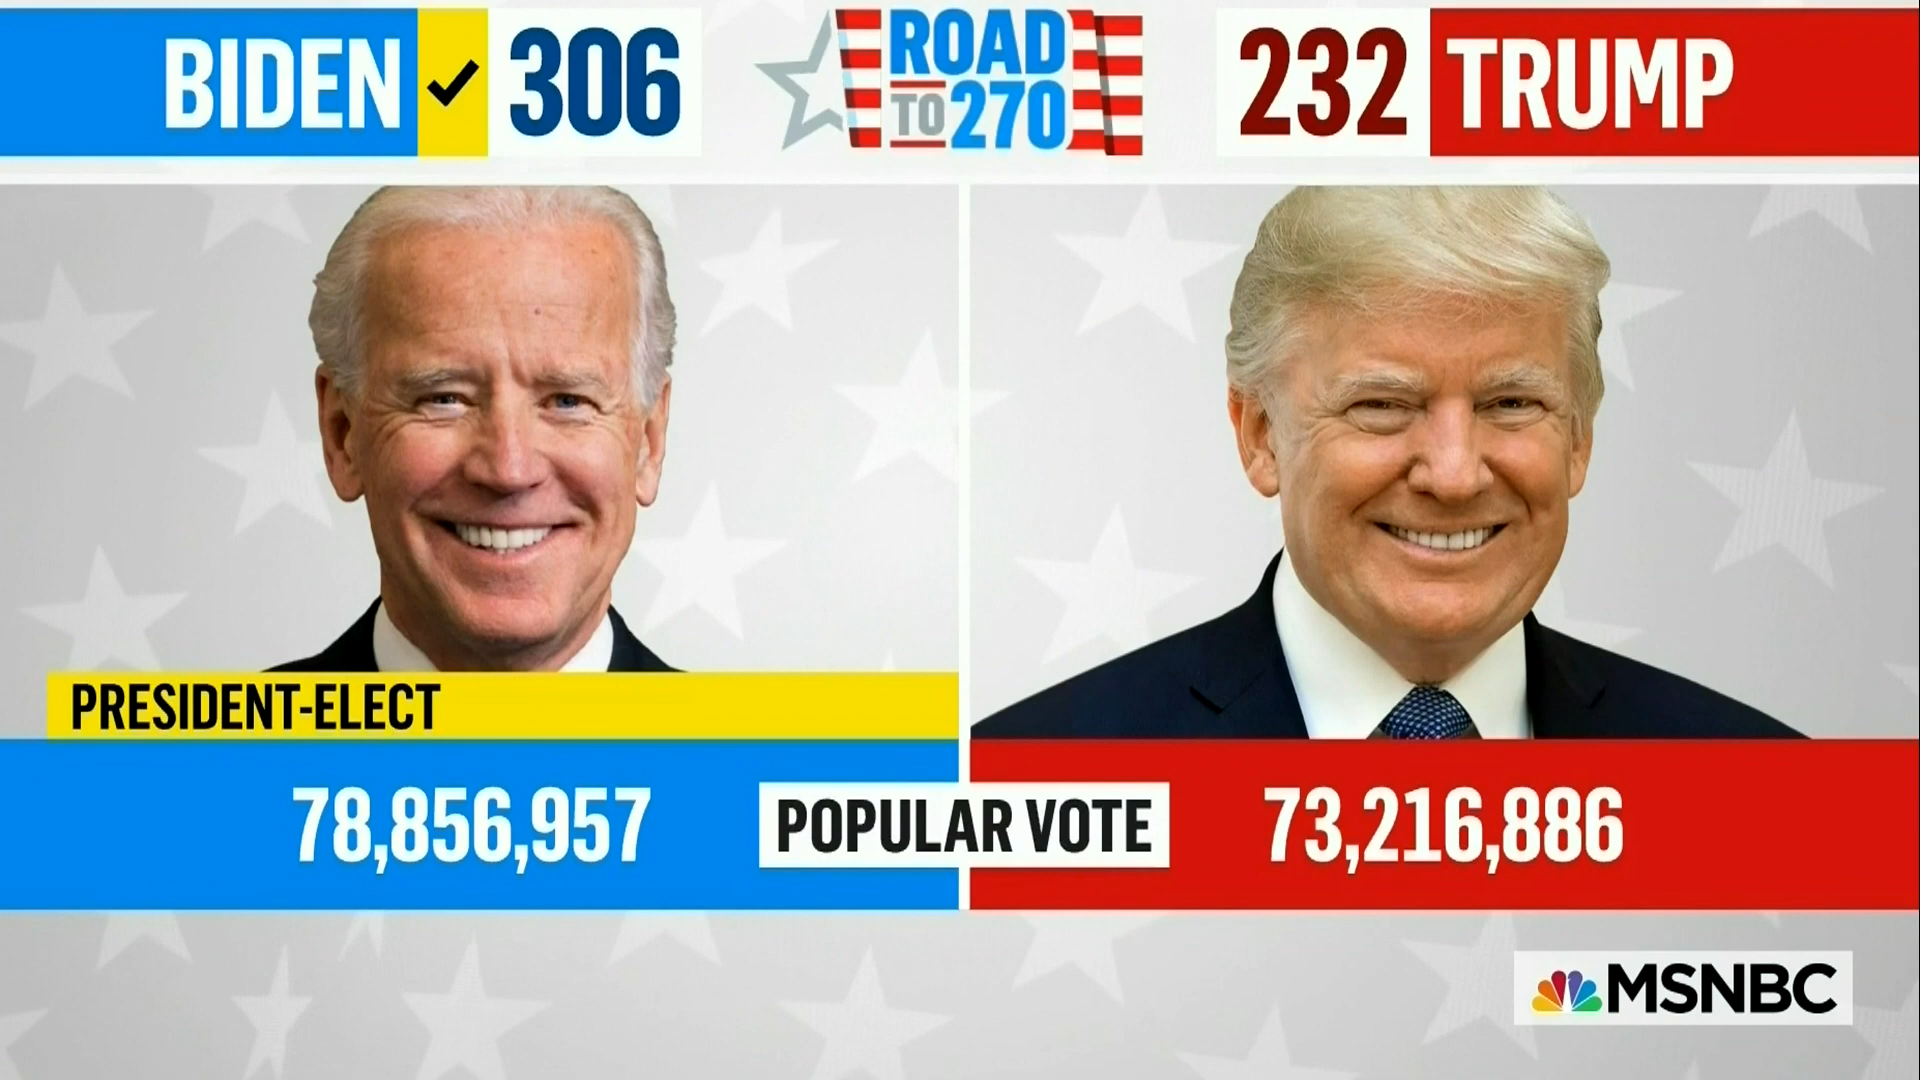 BIDEN 306
ROAD
TO 270
232 TRUMP
PRESIDENT-ELECT
78,856,957
POPULAR VOTE
73,216,886
MSNBC